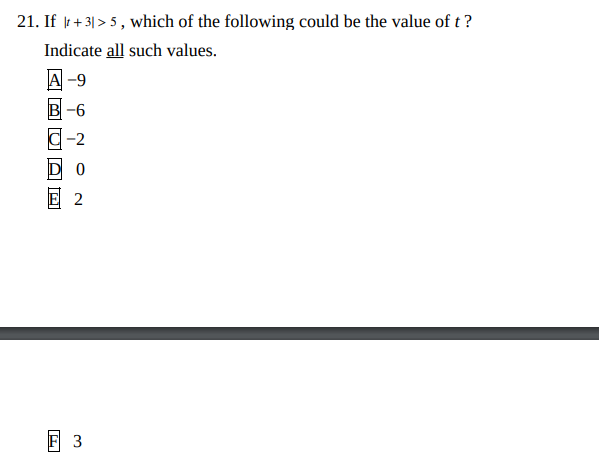 21. If |t + 3| > 5 , which of the following could be the value of t ?
Indicate all such values.
A −9
B −6
C −2
D 0
E 2
F 3